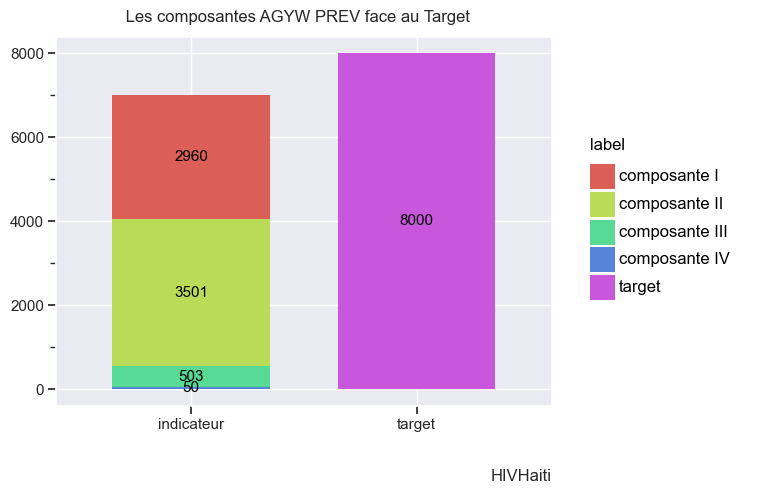 Les composantes AGYW PREV face au Target
8000
6000
4000
2000
0
2960
3501
503
50
8000
indicateur
target
label
composante I
composante II
composante III
composante IV
target
HIVHaiti